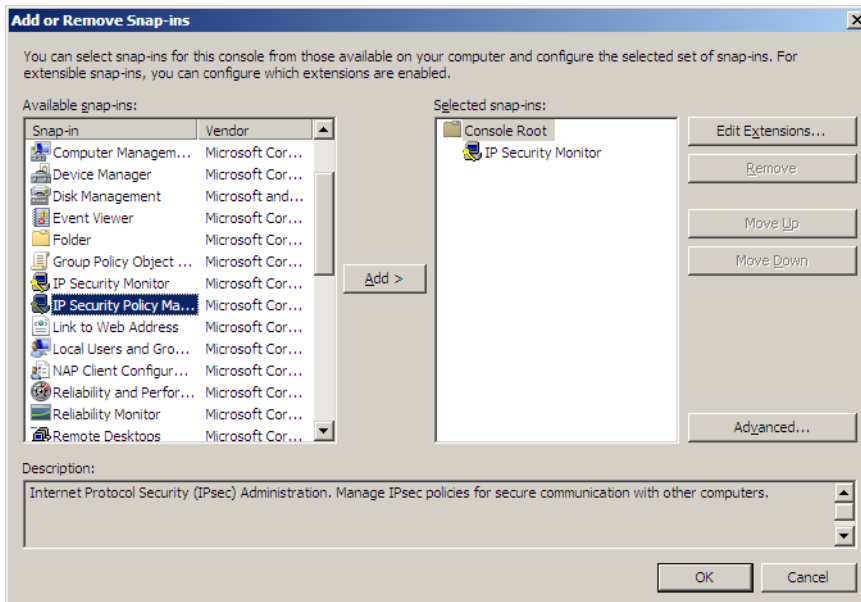 Add or Remove Snap-ins
You can select snap-ins for this console from those available on your computer and configure the selected set of snap-ins. For
extensible snap-ins, you can configure which extensions are enabled.
Available snap-ins:
Snap-in Vendor
Computer Managem... Microsoft Cor...
Device Manager Microsoft Cor...
Disk Management Microsoft and...
Event Viewer Microsoft Cor...
Folder Microsoft Cor...
Group Policy Object ... Microsoft Cor...
IP Security Monitor Microsoft Cor...
IP Security Policy Ma... Microsoft Cor...
Link to Web Address Microsoft Cor...
Local Users and Gro... Microsoft Cor...
NAP Client Configur... Microsoft Cor...
Reliability and Perfor... Microsoft Cor...
Reliability Monitor Microsoft Cor...
Remote Desktops Microsoft Cor...
Add >
Selected snap-ins:
Console Root
IP Security Monitor
Edit Extensions...
Remove
Move Up
Move Down
Advanced...
Description:
Internet Protocol Security (IPsec) Administration. Manage IPsec policies for secure communication with other computers.
OK
Cancel